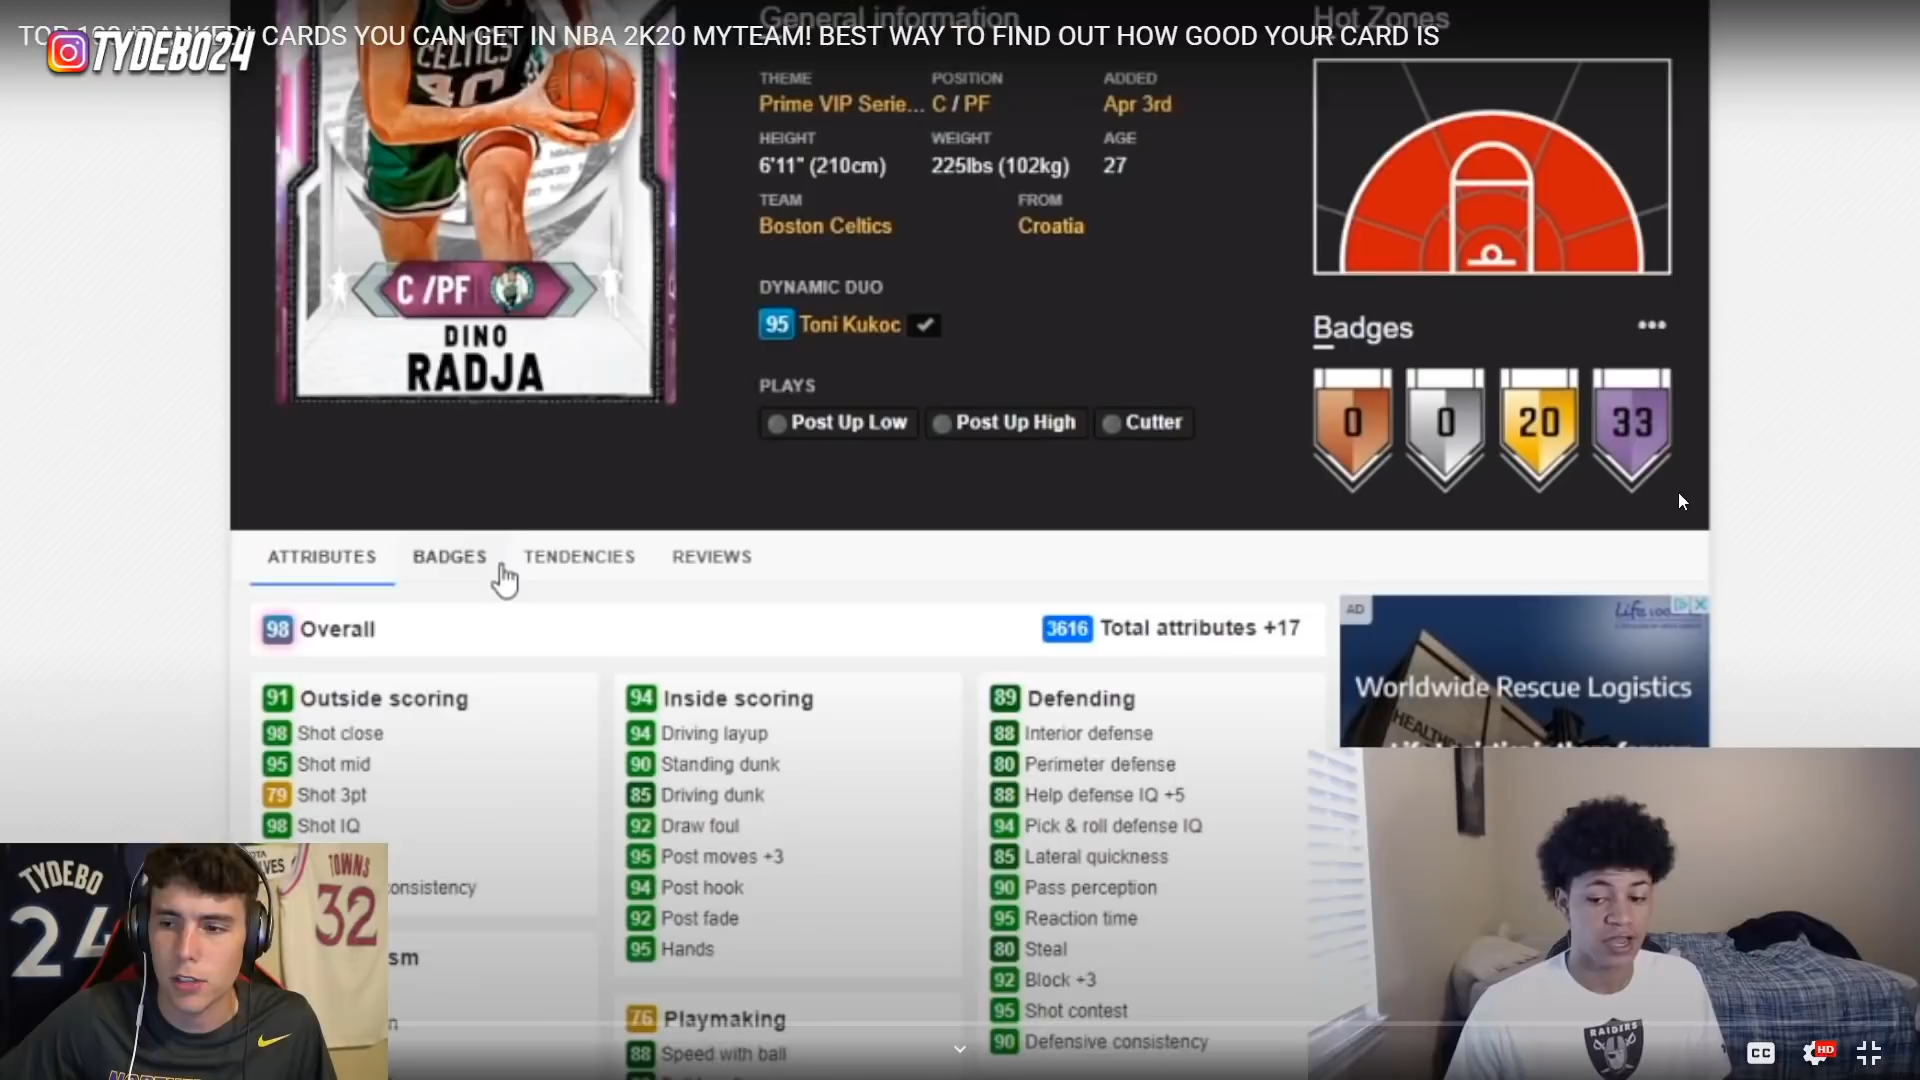 General information
Hot Zones
CARDS YOU CAN GET IN NBA 2K20 MYTEAM! BEST WAY TO FIND OUT HOW GOOD YOUR CARD IS
TYDEBO24
CELTICS
40
THEME
POSITION
ADDED
Prime VIP Serie...
C / PF
Apr 3rd
HEIGHT
WEIGHT
AGE
6'11" (210cm)
225lbs (102kg)
27
TEAM
FROM
Boston Celtics
Croatia
C /PF
DINO
RADJA
DYNAMIC DUO
95 Toni Kukoc
PLAYS
Post Up Low
Post Up High
Cutter
Badges
0
0
20
33
ATTRIBUTES
BADGES
TENDENCIES
REVIEWS
98 Overall
3616 Total attributes +17
91 Outside scoring
98 Shot close
95 Shot mid
79 Shot 3pt
98 Shot IQ
onsistency
sm
n
94 Inside scoring
94 Driving layup
90 Standing dunk
85 Driving dunk
92 Draw foul
95 Post moves +3
94 Post hook
92 Post fade
95 Hands
76 Playmaking
88 Speed with ball
89 Defending
88 Interior defense
80 Perimeter defense
88 Help defense IQ +5
94 Pick & roll defense IQ
85 Lateral quickness
90 Pass perception
95 Reaction time
80 Steal
92 Block +3
95 Shot contest
90 Defensive consistency
AD
Worldwide Rescue Logistics
TYDEBO
24
TOWNS
32
RAIDERS
CC
HD